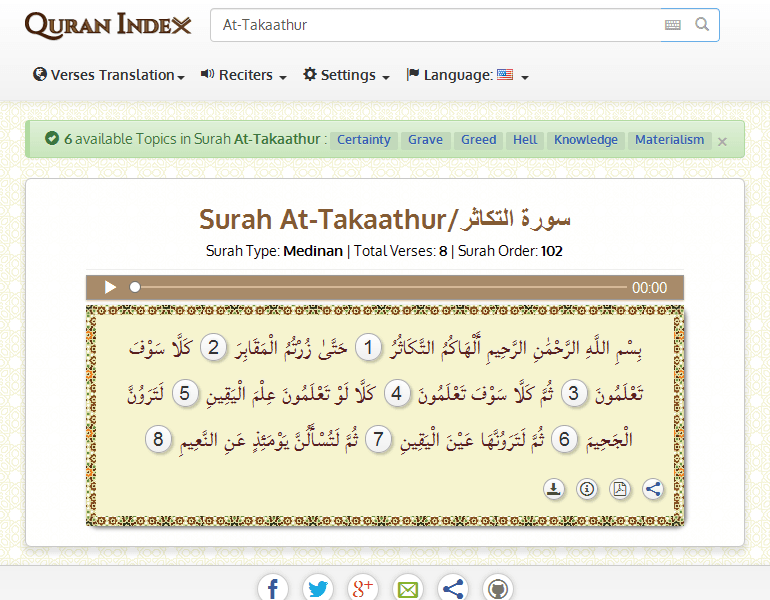 QURAN INDEX
At-Takaathur
Verses Translation Reciters Settings Language:
6 available Topics in Surah At-Takaathur : Certainty Grave Greed Hell Knowledge Materialism ×
Surah At-Takaathur/سورة التكاثر
Surah Type: Medinan | Total Verses: 8 | Surah Order: 102
00:00
بِسْمِ اللَّهِ الرَّحْمَٰنِ الرَّحِيمِ أَلْهَاكُمُ التَّكَاثُرُ 1 حَتَّىٰ زُرْتُمُ الْمَقَابِرَ 2 كَلَّا سَوْفَ
تَعْلَمُونَ 3 ثُمَّ كَلَّا سَوْفَ تَعْلَمُونَ 4 كَلَّا لَوْ تَعْلَمُونَ عِلْمَ الْيَقِينِ 5 لَتَرَوُنَّ
الْجَحِيمَ 6 ثُمَّ لَتَرَوُنَّهَا عَيْنَ الْيَقِينِ 7 ثُمَّ لَتُسْأَلُنَّ يَوْمَئِذٍ عَنِ النَّعِيمِ 8